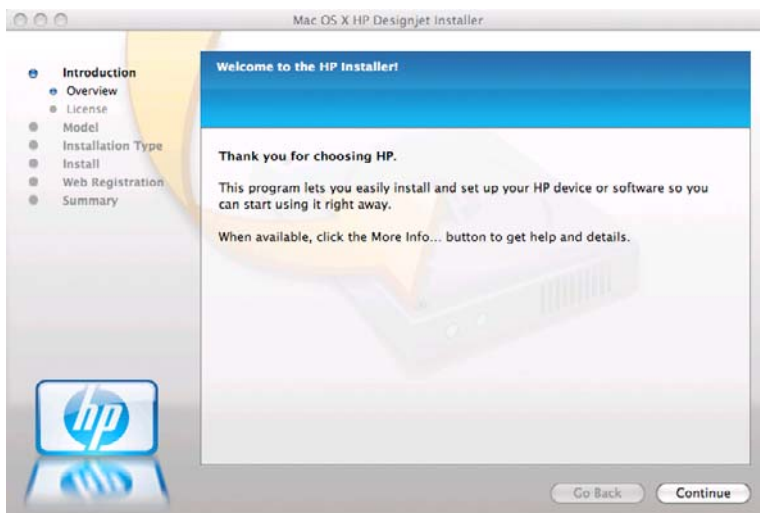 Mac OS X HP Designjet Installer
Introduction
Overview
License
Model
Installation Type
Install
Web Registration
Summary
Welcome to the HP Installer!
Thank you for choosing HP.
This program lets you easily install and set up your HP device or software so you
can start using it right away.
When available, click the More Info... button to get help and details.
hp
Go Back
Continue